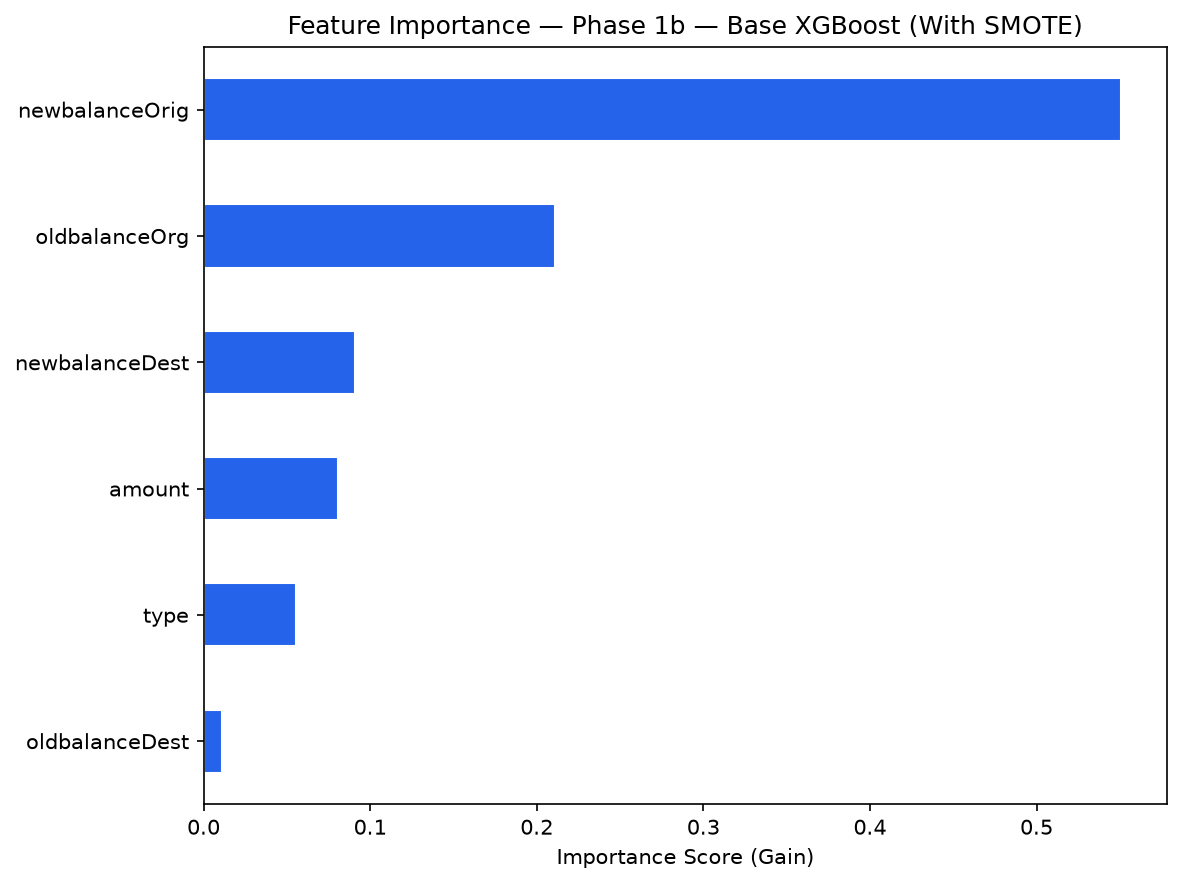 Feature Importance — Phase 1b — Base XGBoost (With SMOTE)
newbalanceOrig
oldbalanceOrg
newbalanceDest
amount
type
oldbalanceDest
0.0 0.1 0.2 0.3 0.4 0.5
Importance Score (Gain)